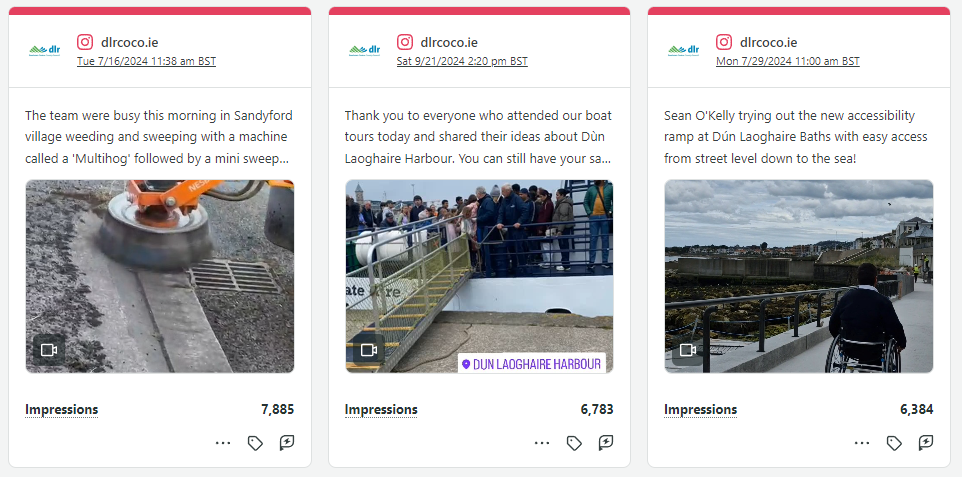 dlr
dlrcoco.ie
Tue 7/16/2024 11:38 am BST
The team were busy this morning in Sandyford
village weeding and sweeping with a machine
called a 'Multihog' followed by a mini sweep...
Impressions
7,885
dlr
dlrcoco.ie
Sat 9/21/2024 2:20 pm BST
Thank you to everyone who attended our boat
tours today and shared their ideas about Dùn
Laoghaire Harbour. You can still have your sa...
DUN LAOGHAIRE HARBOUR
Impressions
6,783
dlr
dlrcoco.ie
Mon 7/29/2024 11:00 am BST
Sean O'Kelly trying out the new accessibility
ramp at Dún Laoghaire Baths with easy access
from street level down to the sea!
Impressions
6,384